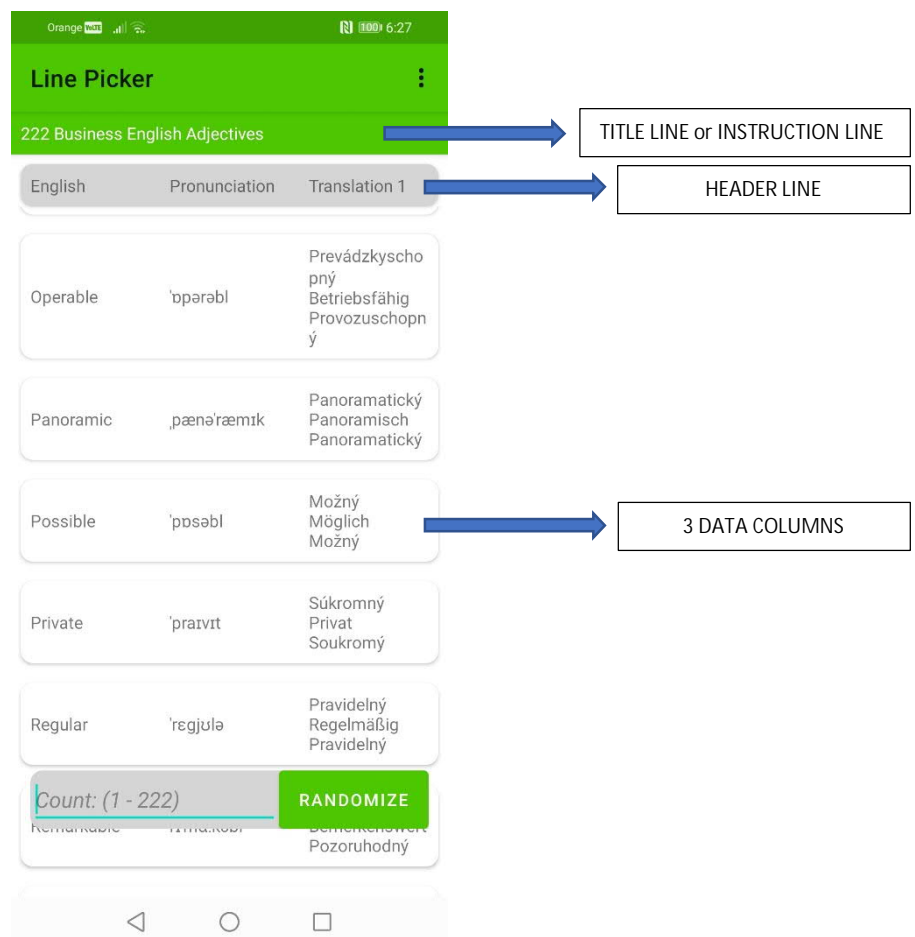 Orange VoLTE 100 6:27
Line Picker
222 Business English Adjectives
TITLE LINE or INSTRUCTION LINE
English Pronunciation Translation 1
HEADER LINE
Operable ˈɒpərəbl
Prevádzkyscho
pný
Betriebsfähig
Provozuschopn
ý
Panoramic ˌpænəˈræmɪk
Panoramatický
Panoramisch
Panoramatický
Possible ˈpɒsəbl
Možný
Möglich
Možný
3 DATA COLUMNS
Private ˈpraɪvɪt
Súkromný
Privat
Soukromý
Regular ˈrɛgjʊlə
Pravidelný
Regelmäßig
Pravidelný
Count: (1 - 222) RANDOMIZE
Pozoruhodný